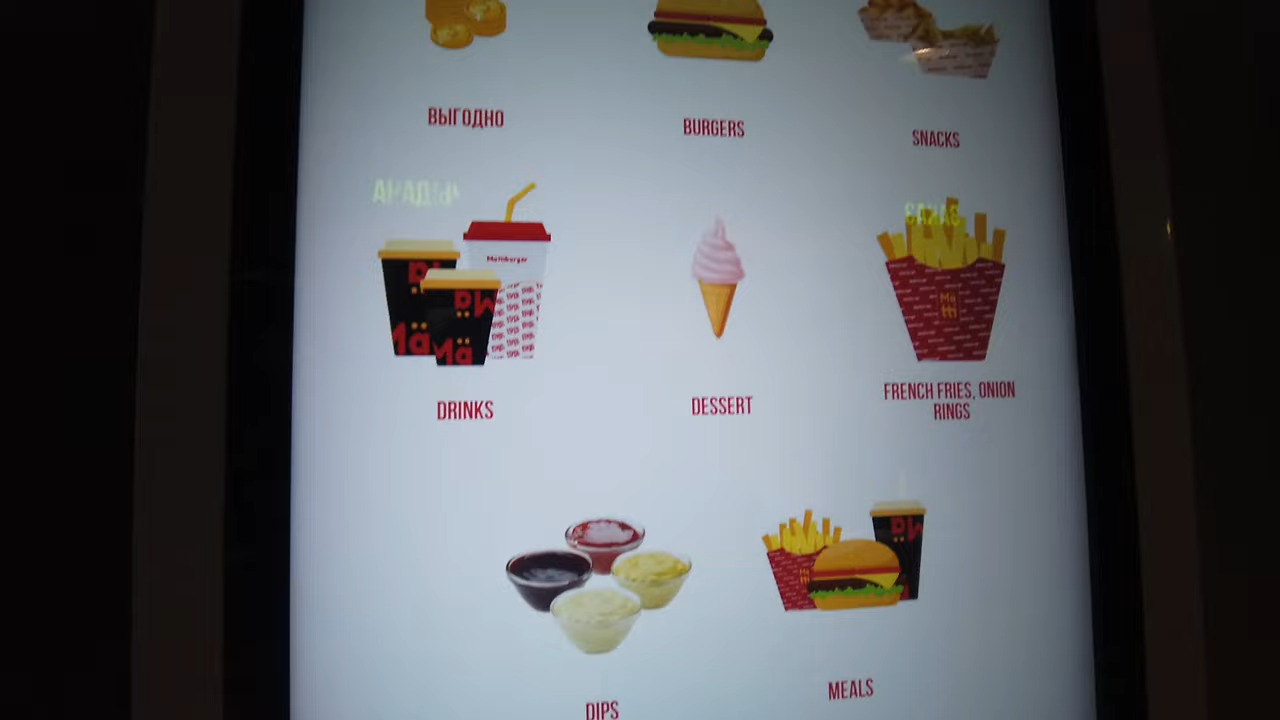 ВЫГОДНО
BURGERS
SNACKS
DRINKS
DESSERT
FRENCH FRIES, ONION
RINGS
DIPS
MEALS